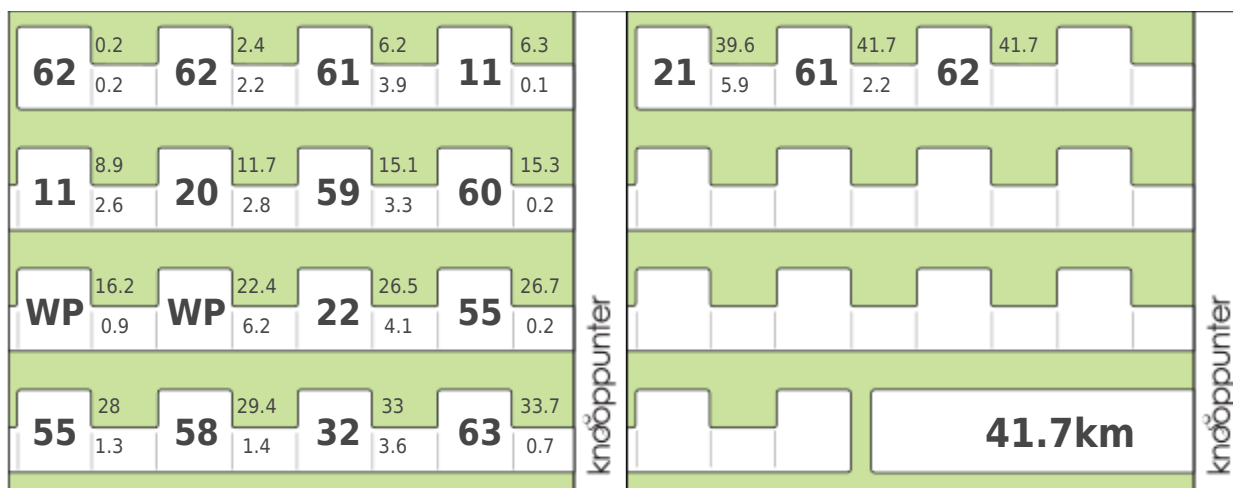 0.2 2.4 6.2 6.3
62 62 61 11
0.2 2.2 3.9 0.1
8.9 11.7 15.1 15.3
11 20 59 60
2.6 2.8 3.3 0.2
16.2 22.4 26.5 26.7
WP WP 22 55
0.9 6.2 4.1 0.2
28 29.4 33 33.7
55 58 32 63
1.3 1.4 3.6 0.7
knooppunter
39.6 41.7 41.7
21 61 62
5.9 2.2
41.7km
knooppunter